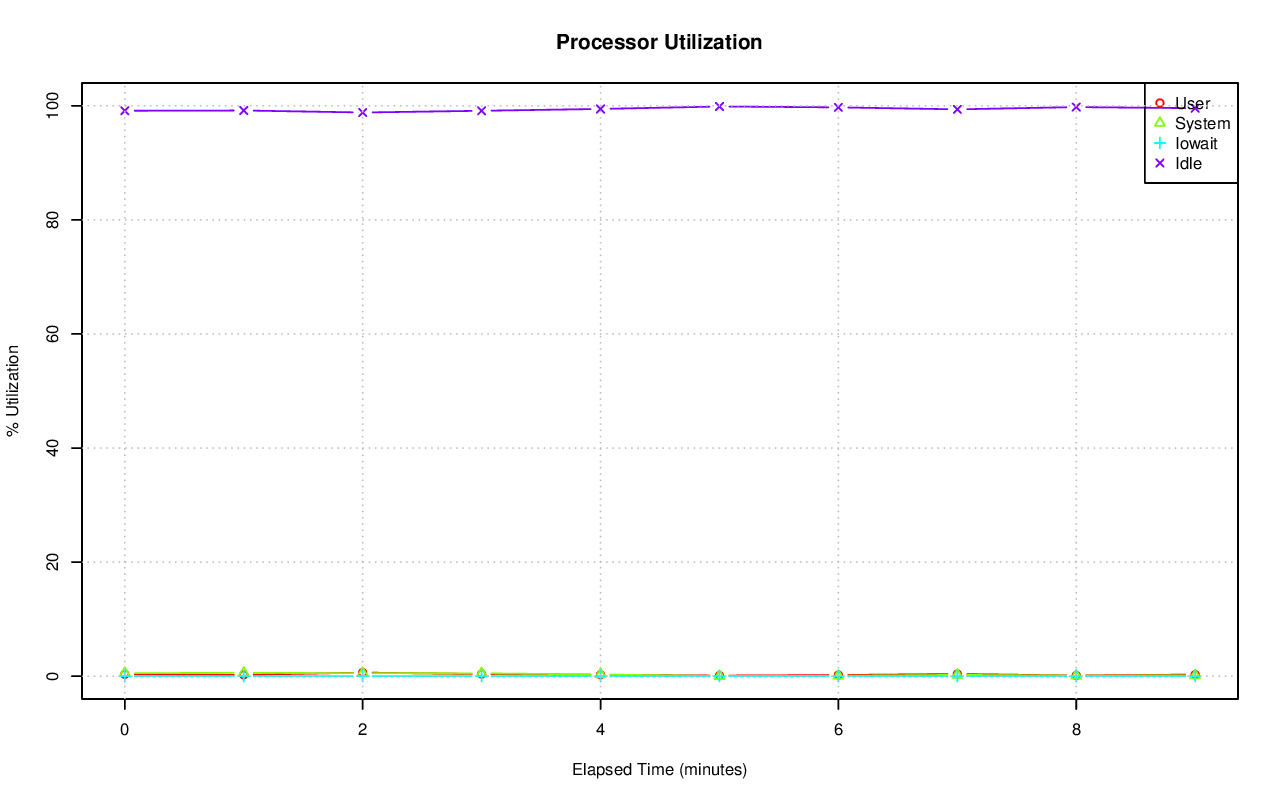 Processor Utilization
% Utilization
100
80
60
40
20
0
User
System
Iowait
Idle
0 2 4 6 8
Elapsed Time (minutes)